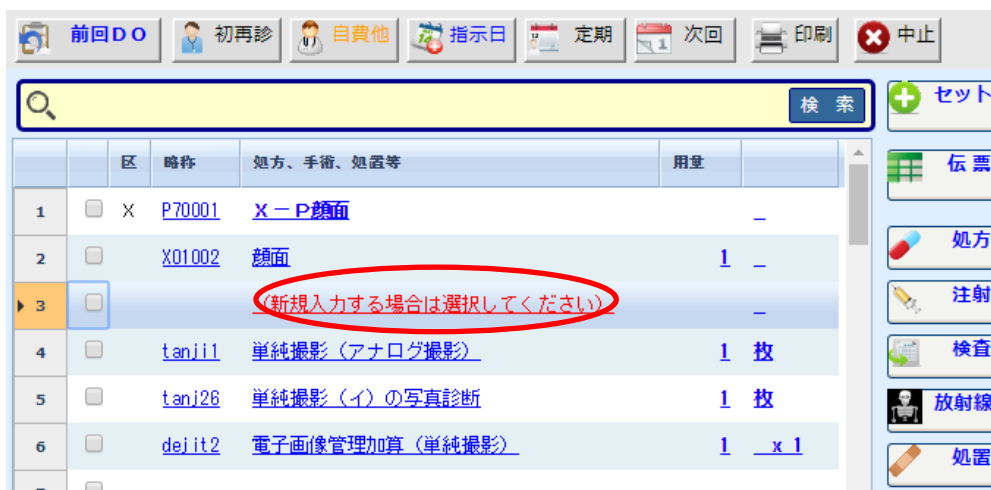 前回DO 初再診 自費他 指示日 定期 1 次回 印刷 中止
検 索
セット
区 略称 処方、手術、処置等 用量
伝票
1 X P70001 X－P顔面 _
2 X01002 顔面 1 _
処方
3 (新規入力する場合は選択してください) _
注射
4 tanji1 単純撮影（アナログ撮影） 1 枚
検査
5 tanj26 単純撮影（イ）の写真診断 1 枚
放射線
6 dejit2 電子画像管理加算（単純撮影） 1 x 1
処置